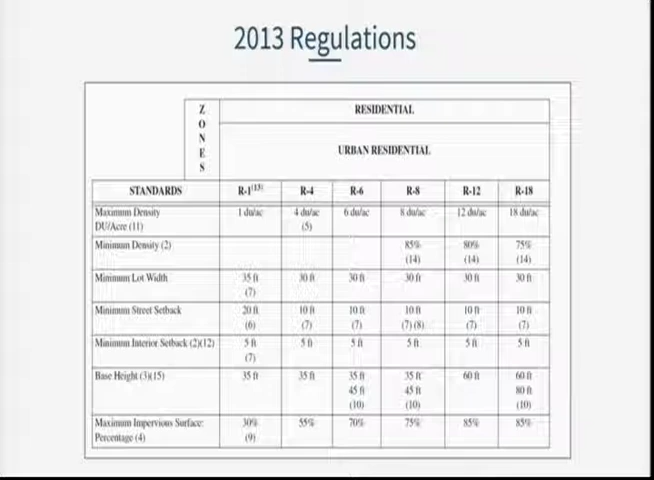 2013 Regulations
Z
O
N
E
S
RESIDENTIAL
URBAN RESIDENTIAL
STANDARDS R-1(13) R-4 R-6 R-8 R-12 R-18
Maximum Density 1 du/ac 4 du/ac 6 du/ac 8 du/ac 12 du/ac 18 du/ac
DU/Acre (11) (5)
Minimum Density (2) 85% 80% 75%
(14) (14) (14)
Minimum Lot Width 35 ft 30 ft 30 ft 30 ft 30 ft 30 ft
(7)
Minimum Street Setback 20 ft 10 ft 10 ft 10 ft 10 ft 10 ft
(6) (7) (7) (7) (8) (7) (7)
Minimum Interior Setback (2)(12) 5 ft 5 ft 5 ft 5 ft 5 ft 5 ft
(7)
Base Height (3)(15) 35 ft 35 ft 35 ft 35 ft 60 ft 60 ft
45 ft 45 ft 80 ft
(10) (10) (10)
Maximum Impervious Surface: 30% 55% 70% 75% 85% 85%
Percentage (4) (9)